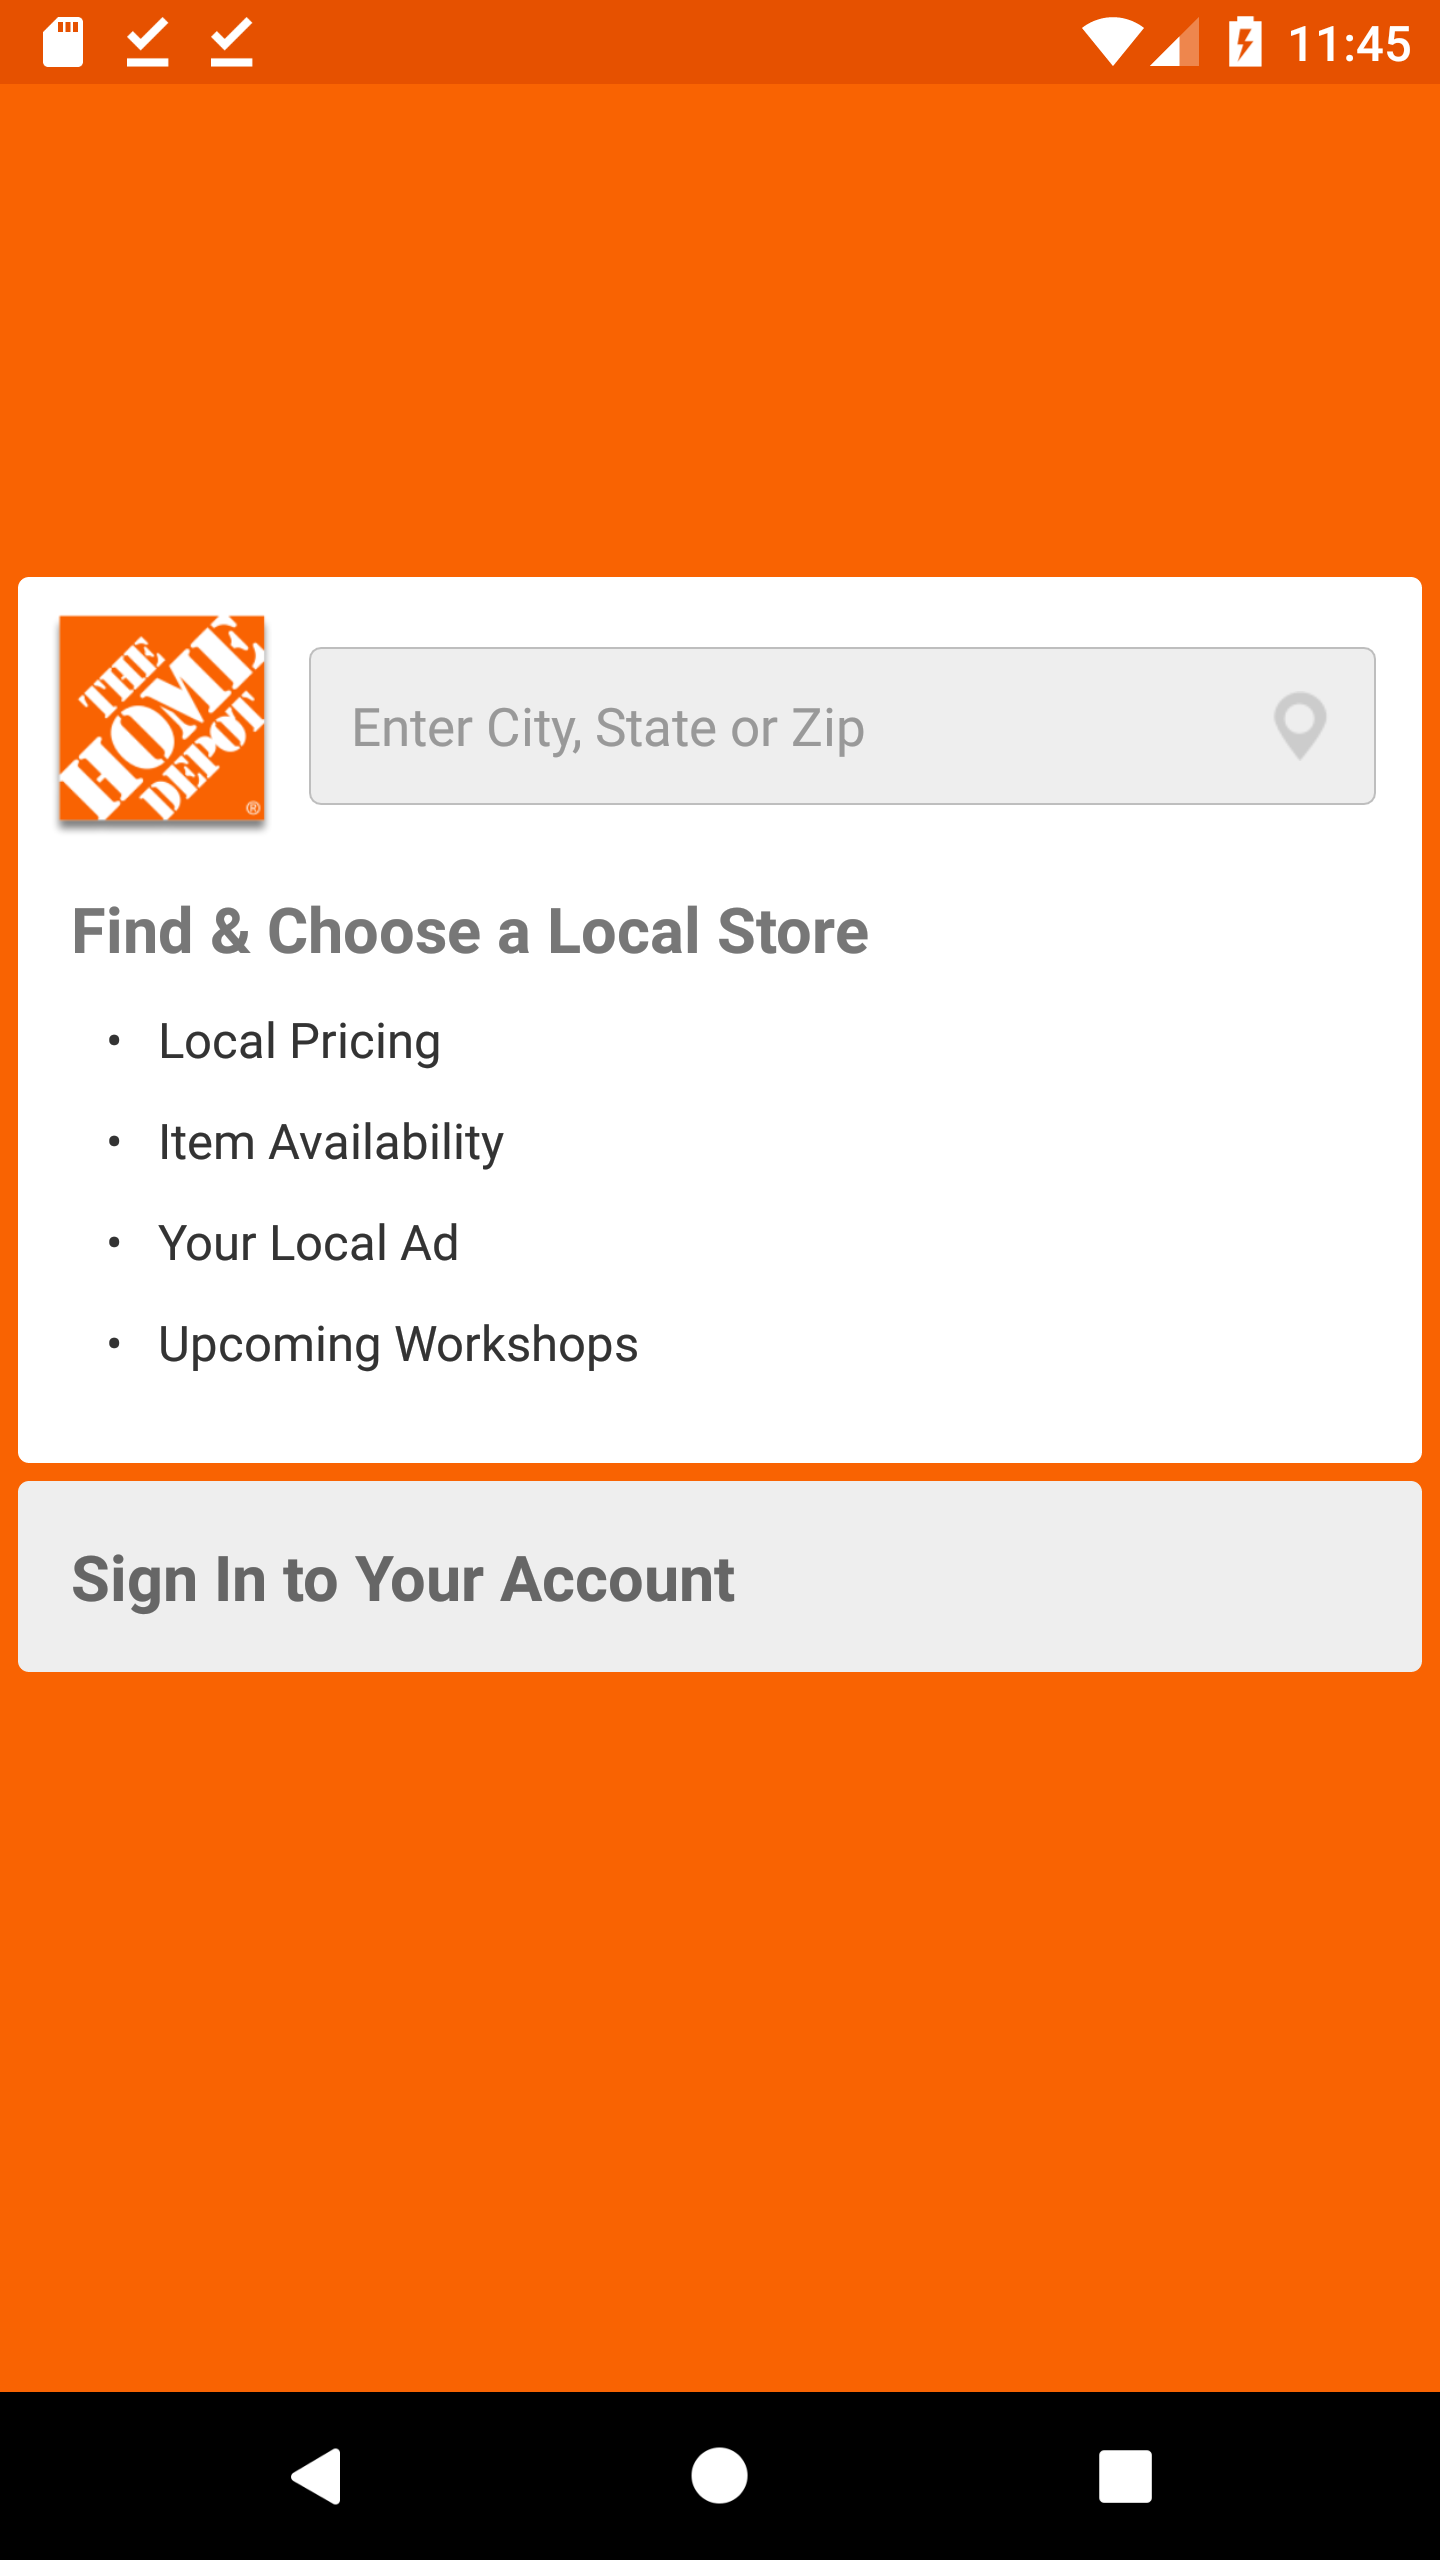 11:45
THE
HOME
DEPOT
®
Enter City, State or Zip
Find & Choose a Local Store
• Local Pricing
• Item Availability
• Your Local Ad
• Upcoming Workshops
Sign In to Your Account